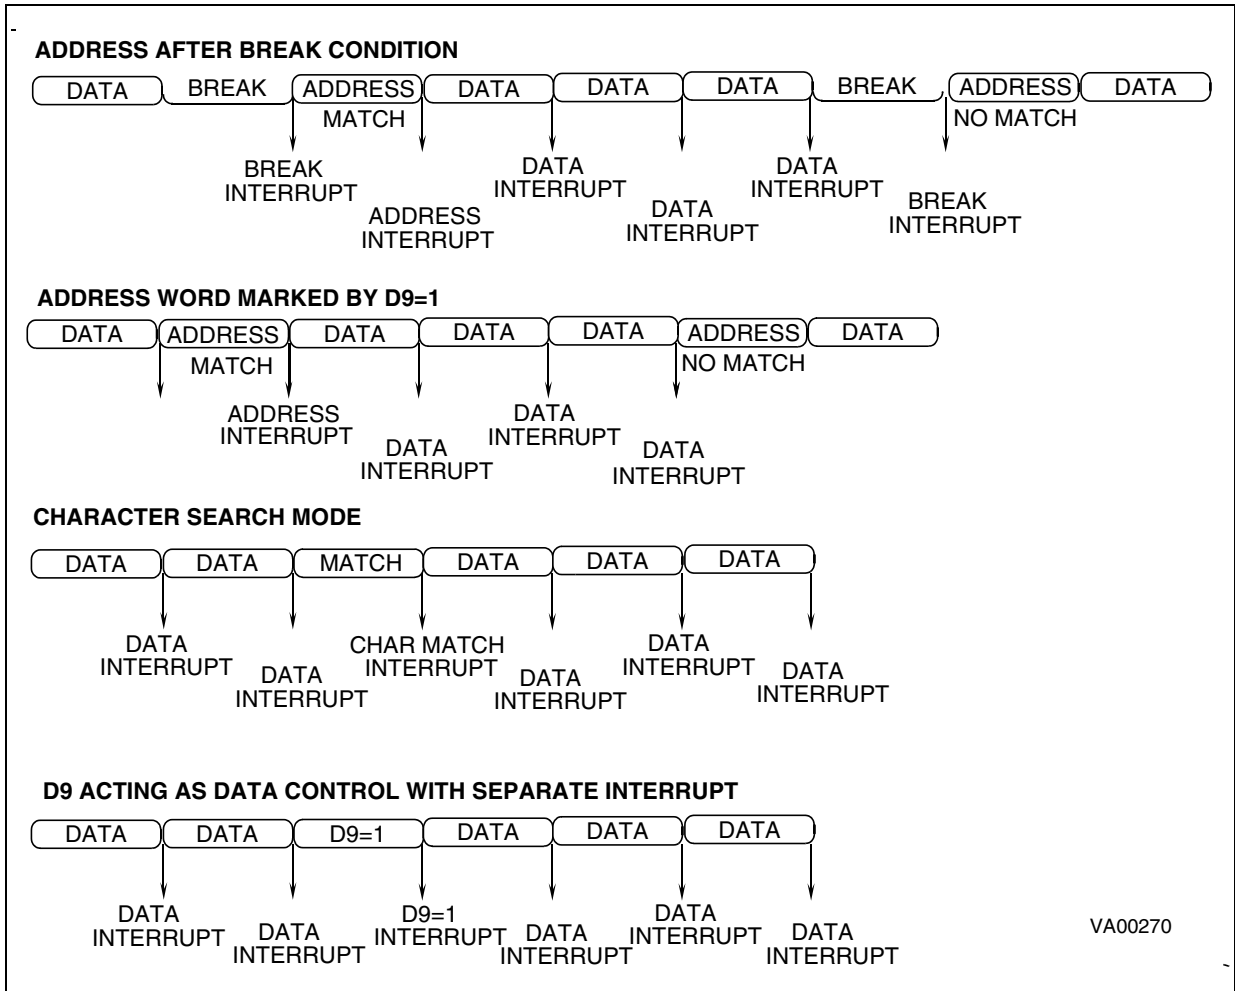 ADDRESS AFTER BREAK CONDITION
DATA BREAK ADDRESS DATA DATA DATA BREAK ADDRESS DATA
MATCH NO MATCH
BREAK INTERRUPT
ADDRESS INTERRUPT
DATA INTERRUPT
DATA INTERRUPT
DATA INTERRUPT
BREAK INTERRUPT
ADDRESS WORD MARKED BY D9=1
DATA ADDRESS DATA DATA DATA ADDRESS DATA
MATCH NO MATCH
ADDRESS INTERRUPT
DATA INTERRUPT
DATA INTERRUPT
DATA INTERRUPT
CHARACTER SEARCH MODE
DATA DATA MATCH DATA DATA DATA
DATA INTERRUPT
DATA INTERRUPT
CHAR MATCH INTERRUPT
DATA INTERRUPT
DATA INTERRUPT
DATA INTERRUPT
D9 ACTING AS DATA CONTROL WITH SEPARATE INTERRUPT
DATA DATA D9=1 DATA DATA DATA
DATA INTERRUPT
DATA INTERRUPT
D9=1 INTERRUPT
DATA INTERRUPT
DATA INTERRUPT
DATA INTERRUPT
VA00270